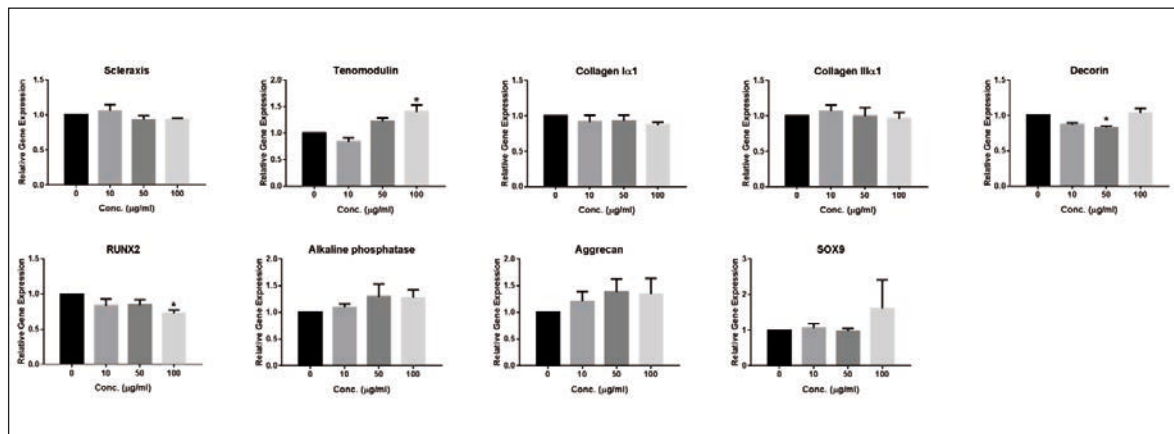 Scleraxis
Relative Gene Expression
1.5
1.0
0.5
0.0
0 10 50 100
Conc. (µg/ml)
Tenomodulin
Relative Gene Expression
2.0
1.5
1.0
0.5
0.0
*
0 10 50 100
Conc. (µg/ml)
Collagen Iα1
Relative Gene Expression
1.5
1.0
0.5
0.0
0 10 50 100
Conc. (µg/ml)
Collagen IIIα1
Relative Gene Expression
1.5
1.0
0.5
0.0
0 10 50 100
Conc. (µg/ml)
Decorin
Relative Gene Expression
1.5
1.0
0.5
0.0
*
0 10 50 100
Conc. (µg/ml)
RUNX2
Relative Gene Expression
1.5
1.0
0.5
0.0
*
0 10 50 100
Conc. (µg/ml)
Alkaline phosphatase
Relative Gene Expression
2.0
1.5
1.0
0.5
0.0
0 10 50 100
Conc. (µg/ml)
Aggrecan
Relative Gene Expression
2.0
1.5
1.0
0.5
0.0
0 10 50 100
Conc. (µg/ml)
SOX9
Relative Gene Expression
3
2
1
0
0 10 50 100
Conc. (µg/ml)